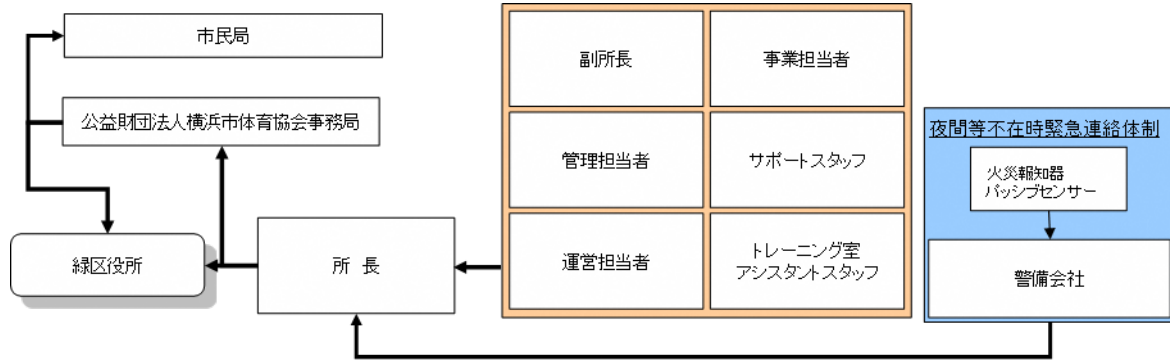 市民局
公益財団法人横浜市体育協会事務局
緑区役所
所 長
副所長
事業担当者
管理担当者
サポートスタッフ
運営担当者
トレーニング室
アシスタントスタッフ
夜間等不在時緊急連絡体制
火災報知器
パッシブセンサー
警備会社